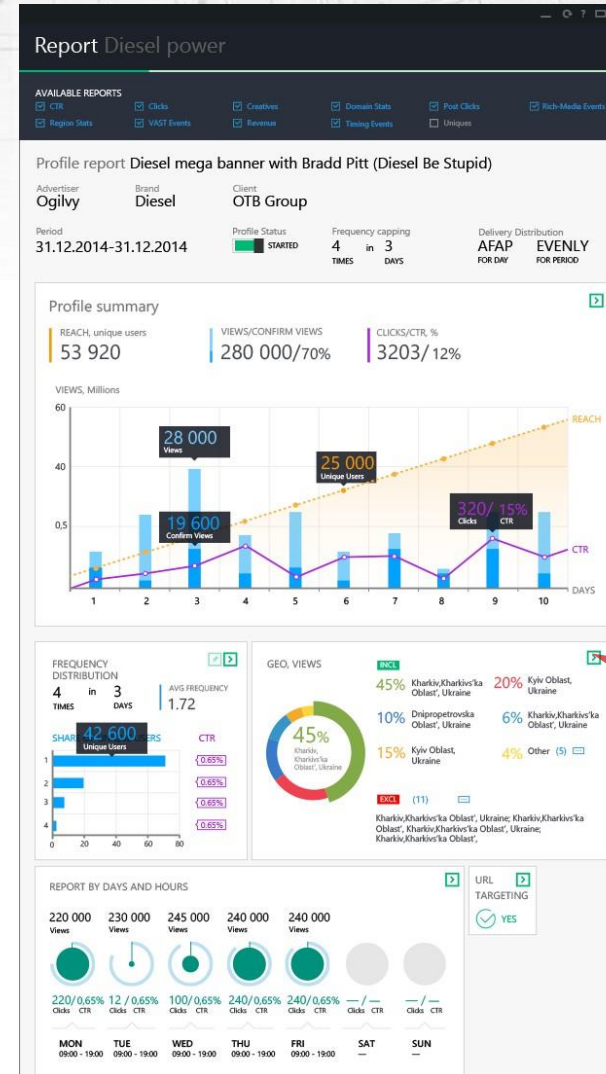 Report Diesel power
AVAILABLE REPORTS
CTR Clicks Creatives Domain Stats Post Clicks Rich-Media Events
Region Stats VAST Events Revenue Timing Events Uniques
Profile report Diesel mega banner with Bradd Pitt (Diesel Be Stupid)
Advertiser Brand Client
Ogilvy Diesel OTB Group
Period Profile Status Frequency capping Delivery Distribution
31.12.2014-31.12.2014 STARTED 4 in 3 AFAP EVENLY
TIMES DAYS FOR DAY FOR PERIOD
Profile summary
REACH, unique users VIEWS/CONFIRM VIEWS CLICKS/CTR, %
53 920 280 000/70% 3203/12%
VIEWS, Millions
60
REACH
28 000
Views
40
25 000
Unique Users
320/ 15%
Clicks CTR
19 600
Confirm Views
0,5
CTR
DAYS
1 2 3 4 5 6 7 8 9 10
FREQUENCY
DISTRIBUTION
4 in 3
TIMES DAYS
AVG FREQUENCY
1.72
42 600
Unique Users
CTR
1 0.65%
2 0.65%
3 0.65%
4 0.65%
0 20 40 60 80
GEO, VIEWS
INCL
45%
Kharkiv,
Kharkivs'ka
Oblast', Ukraine
45% Kharkiv,Kharkivs'ka
Oblast', Ukraine
20% Kyiv Oblast,
Ukraine
10% Dnipropetrovska
Oblast', Ukraine
6% Kharkiv,Kharkivs'ka
Oblast', Ukraine
15% Kyiv Oblast,
Ukraine
4% Other (5)
EXCL (11)
Kharkiv,Kharkivs'ka Oblast', Ukraine; Kharkiv,Kharkivs'ka
Oblast', Kharkiv,Kharkivs'ka Oblast', Ukraine;
Kharkiv,Kharkivs'ka Oblast',
REPORT BY DAYS AND HOURS
220 000 230 000 245 000 240 000 240 000
Views Views Views Views Views
220/0,65% 12 / 0,65% 100/0,65% 240/0,65% 240/0,65% — / — — / —
Clicks CTR Clicks CTR Clicks CTR Clicks CTR Clicks CTR Clicks CTR Clicks CTR
MON TUE WED THU FRI SAT SUN
09:00 - 19:00 09:00 - 19:00 09:00 - 19:00 09:00 - 19:00 09:00 - 19:00 — —
URL
TARGETING
YES